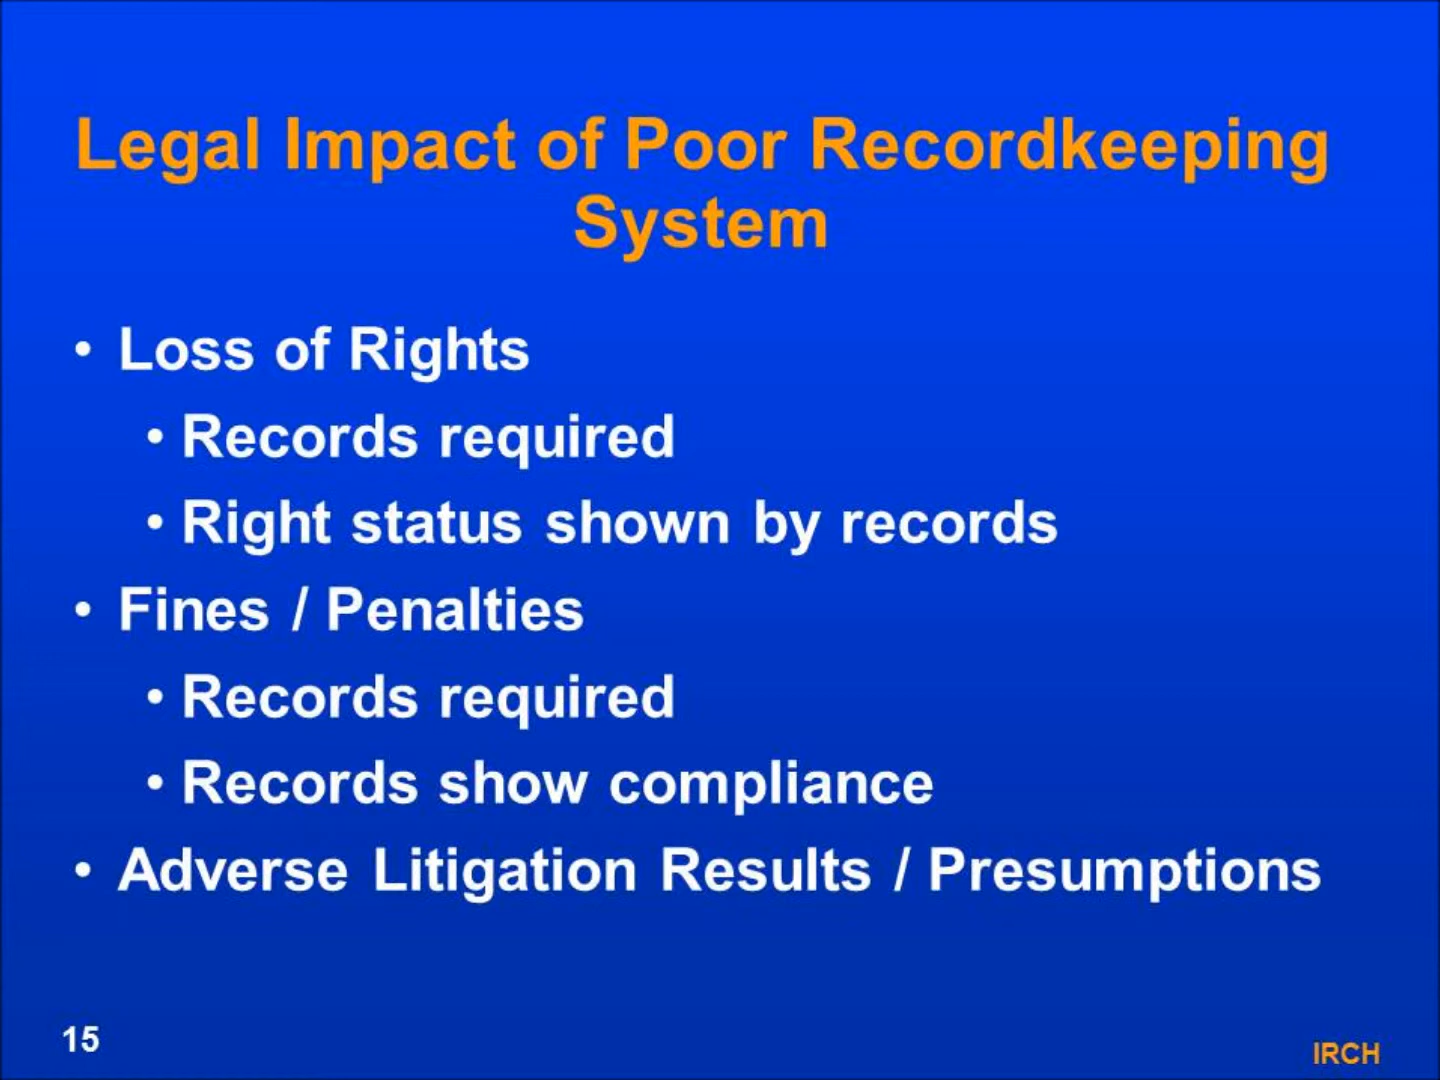 Legal Impact of Poor Recordkeeping
System
• Loss of Rights
• Records required
• Right status shown by records
• Fines / Penalties
• Records required
• Records show compliance
• Adverse Litigation Results / Presumptions
15
IRCH